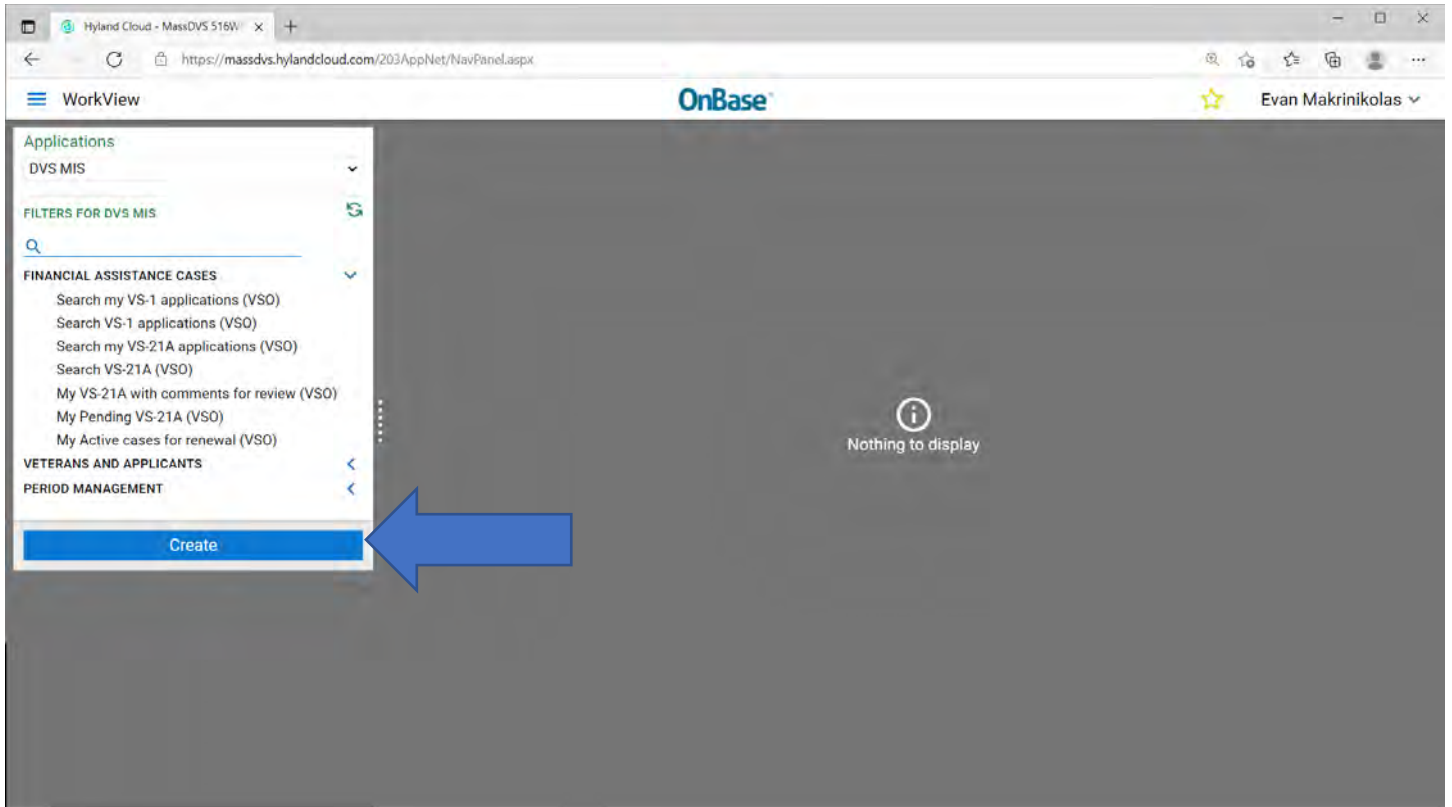 Hyland Cloud - MassDVS 516W
https://massdvs.hylandcloud.com/203AppNet/NavPanel.aspx
WorkView
OnBase
Evan Makrinikolas
Applications
DVS MIS
FILTERS FOR DVS MIS
FINANCIAL ASSISTANCE CASES
Search my VS-1 applications (VSO)
Search VS-1 applications (VSO)
Search my VS-21A applications (VSO)
Search VS-21A (VSO)
My VS-21A with comments for review (VSO)
My Pending VS-21A (VSO)
My Active cases for renewal (VSO)
VETERANS AND APPLICANTS
PERIOD MANAGEMENT
Create
Nothing to display